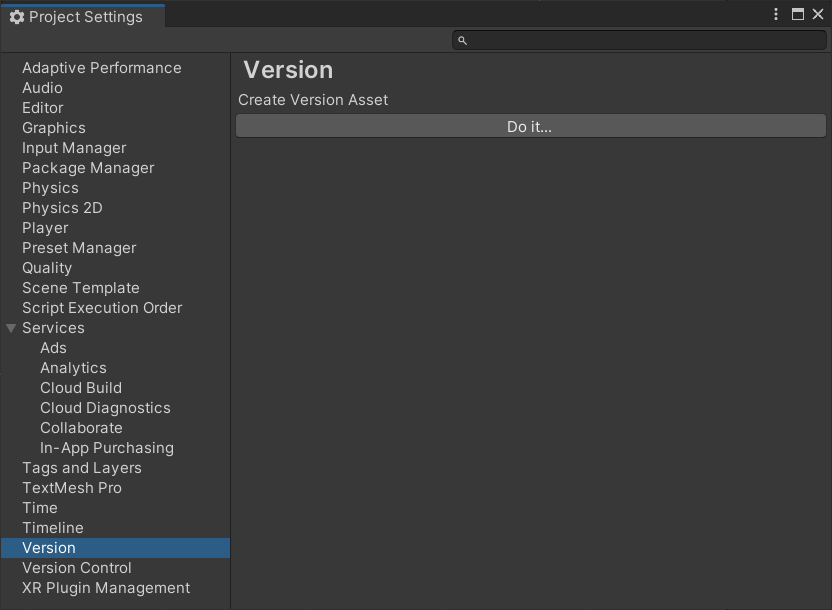 Project Settings
Adaptive Performance
Audio
Editor
Graphics
Input Manager
Package Manager
Physics
Physics 2D
Player
Preset Manager
Quality
Scene Template
Script Execution Order
Services
Ads
Analytics
Cloud Build
Cloud Diagnostics
Collaborate
In-App Purchasing
Tags and Layers
TextMesh Pro
Time
Timeline
Version
Version Control
XR Plugin Management
Version
Create Version Asset
Do it...